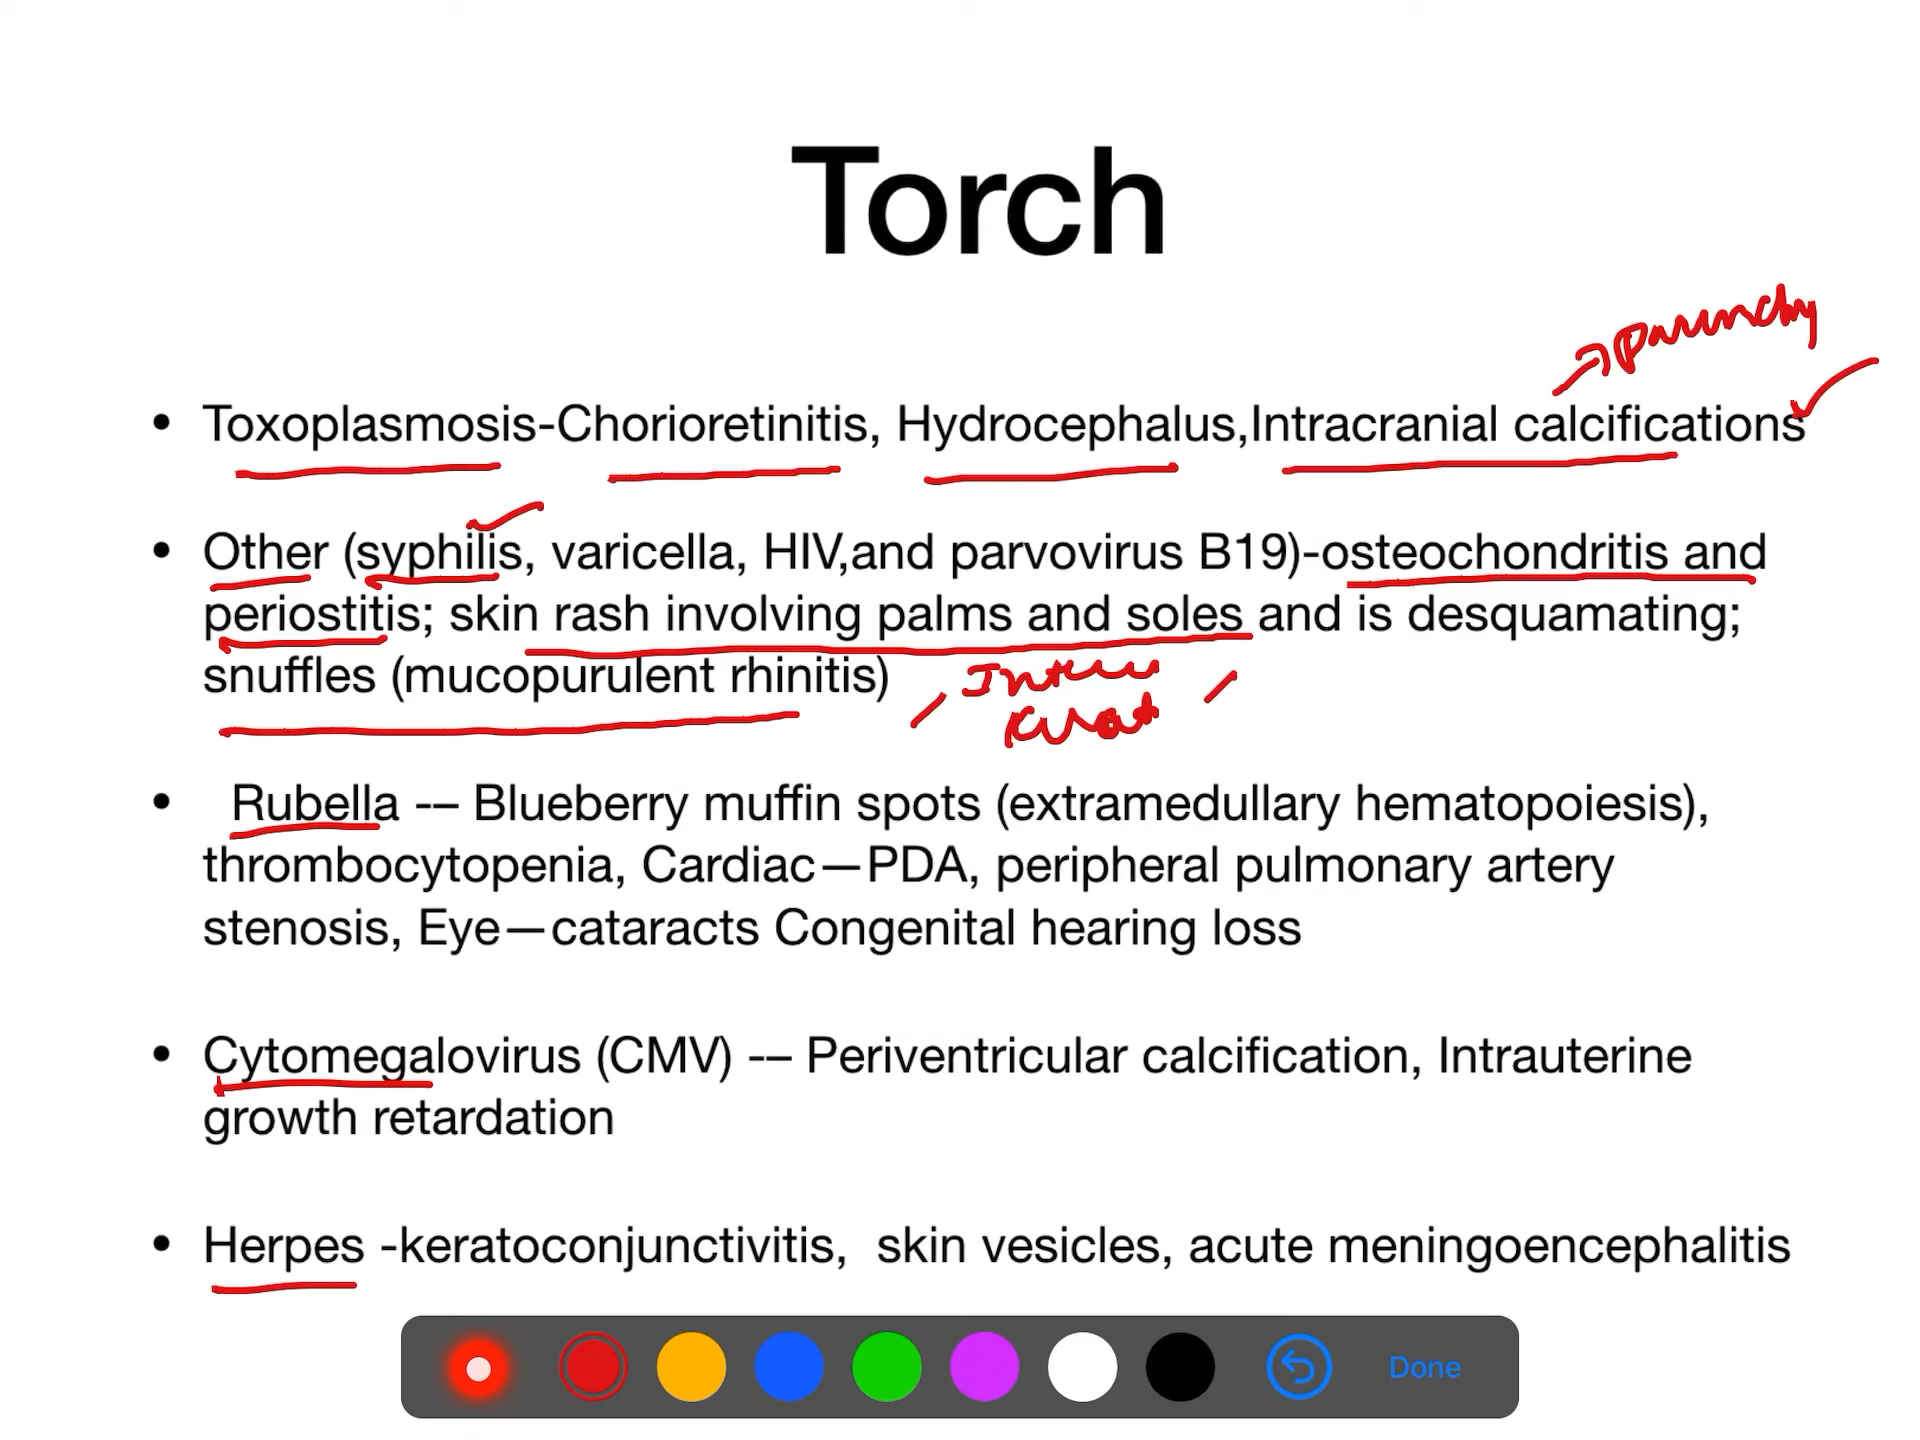 Torch
• Toxoplasmosis-Chorioretinitis, Hydrocephalus,Intracranial calcifications
• Other (syphilis, varicella, HIV,and parvovirus B19)-osteochondritis and
periostitis; skin rash involving palms and soles and is desquamating;
snuffles (mucopurulent rhinitis)
• Rubella -– Blueberry muffin spots (extramedullary hematopoiesis),
thrombocytopenia, Cardiac—PDA, peripheral pulmonary artery
stenosis, Eye—cataracts Congenital hearing loss
• Cytomegalovirus (CMV) -– Periventricular calcification, Intrauterine
growth retardation
• Herpes -keratoconjunctivitis,  skin vesicles, acute meningoencephalitis
Done